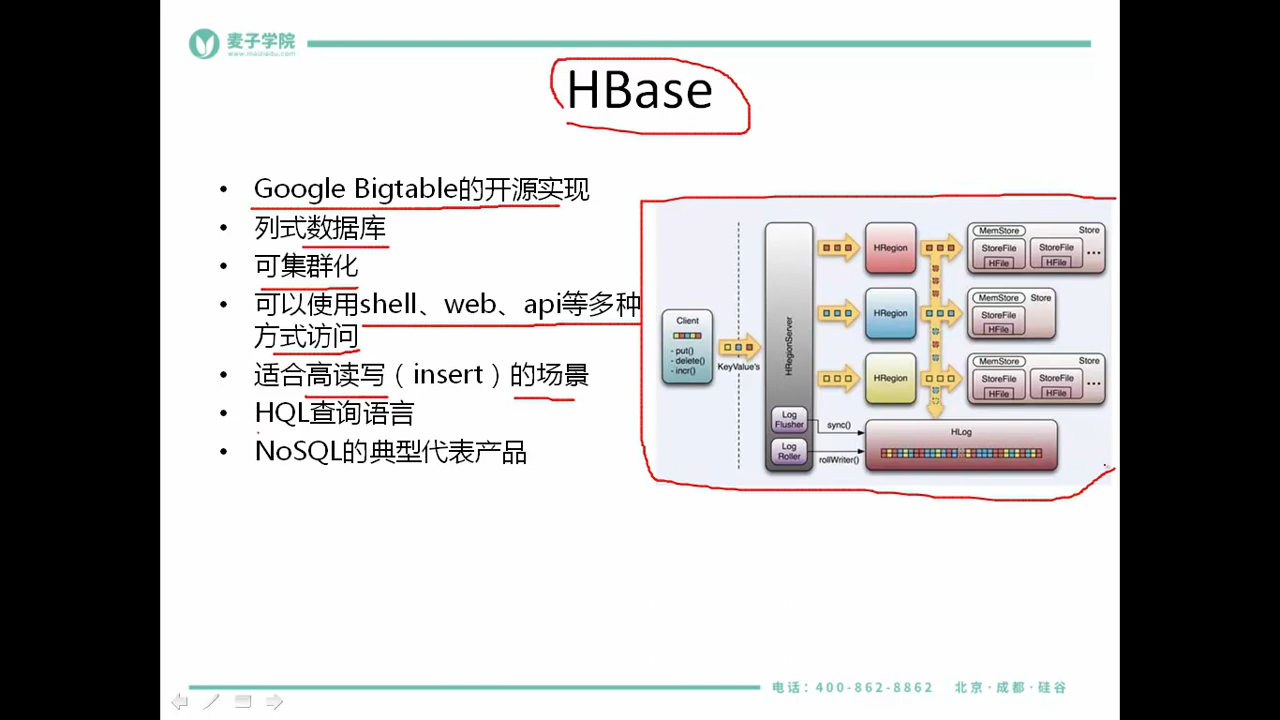 麦子学院
www.maiziedu.com
HBase
• Google Bigtable的开源实现
• 列式数据库
• 可集群化
• 可以使用shell、web、api等多种
方式访问
• 适合高读写（insert）的场景
• HQL查询语言
• NoSQL的典型代表产品
Client
- put()
- delete()
- incr()
KeyValue's
HRegionServer
Log
Flusher
Log
Roller
sync()
rollWriter()
HRegion
MemStore
Store
StoreFile
HFile
StoreFile
HFile
...
HRegion
MemStore
Store
StoreFile
HFile
HRegion
MemStore
Store
StoreFile
HFile
StoreFile
HFile
...
HLog
电话：400-862-8862
北京·成都·硅谷